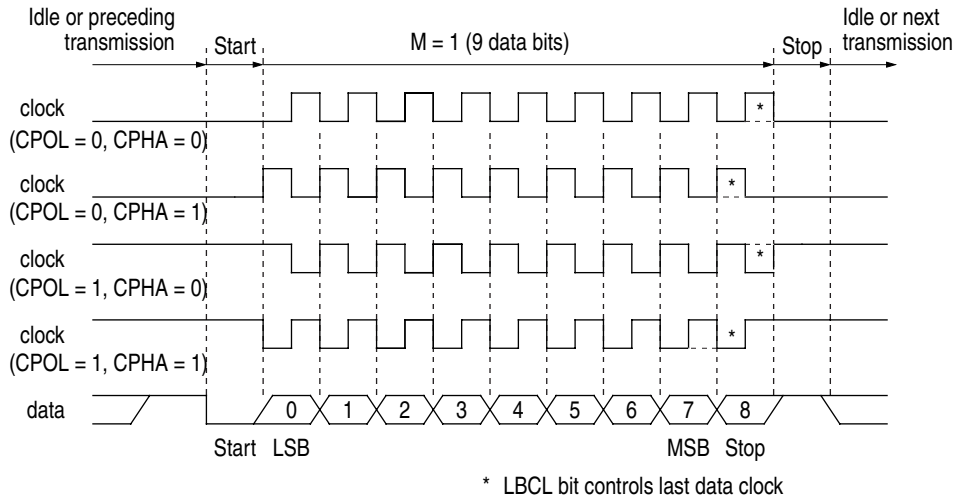 Idle or preceding transmission
Start
M = 1 (9 data bits)
Stop
Idle or next transmission
clock
(CPOL = 0, CPHA = 0)
*
clock
(CPOL = 0, CPHA = 1)
*
clock
(CPOL = 1, CPHA = 0)
*
clock
(CPOL = 1, CPHA = 1)
*
data
0 1 2 3 4 5 6 7 8
Start LSB MSB Stop
* LBCL bit controls last data clock